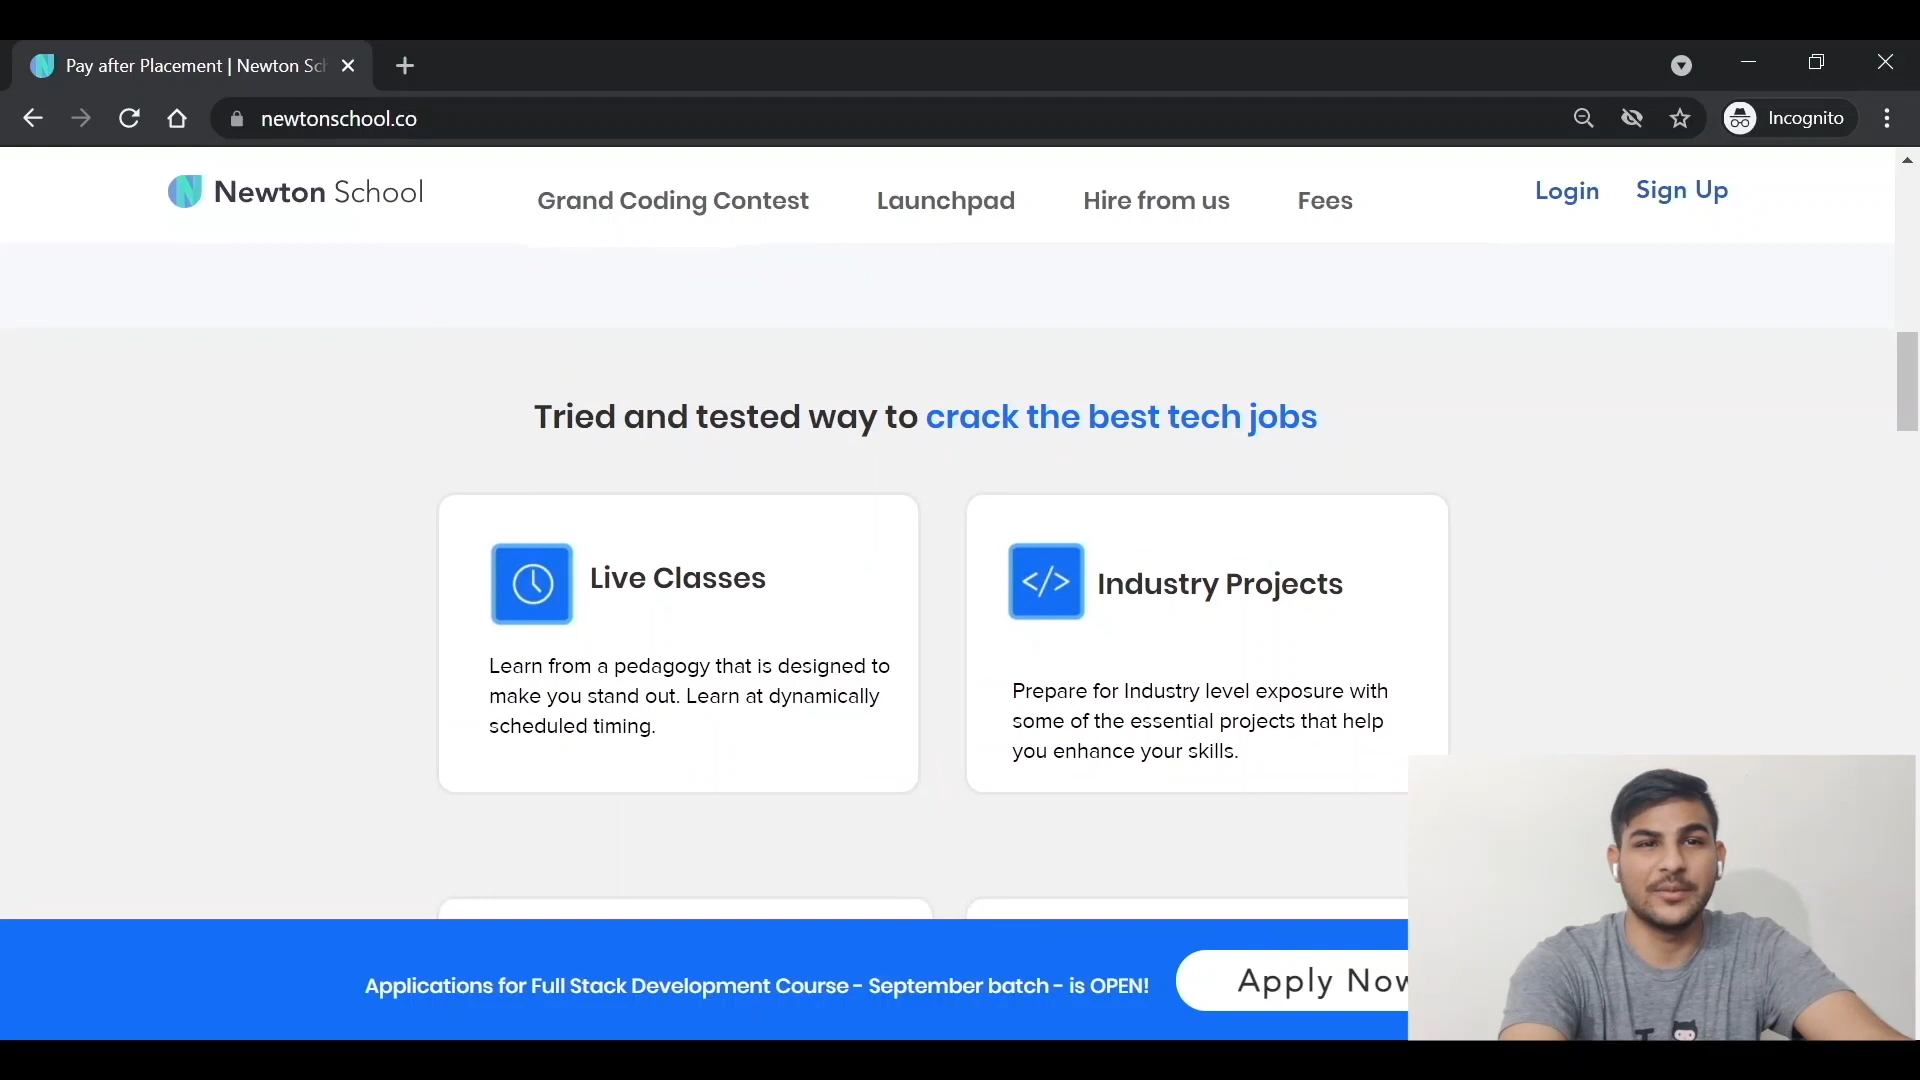 Pay after Placement | Newton Sch
newtonschool.co
Incognito
Newton School
Grand Coding Contest
Launchpad
Hire from us
Fees
Login
Sign Up
Tried and tested way to crack the best tech jobs
Live Classes
Learn from a pedagogy that is designed to
make you stand out. Learn at dynamically
scheduled timing.
Industry Projects
</>
Prepare for Industry level exposure with
some of the essential projects that help
you enhance your skills.
Applications for Full Stack Development Course - September batch - is OPEN!
Apply Now